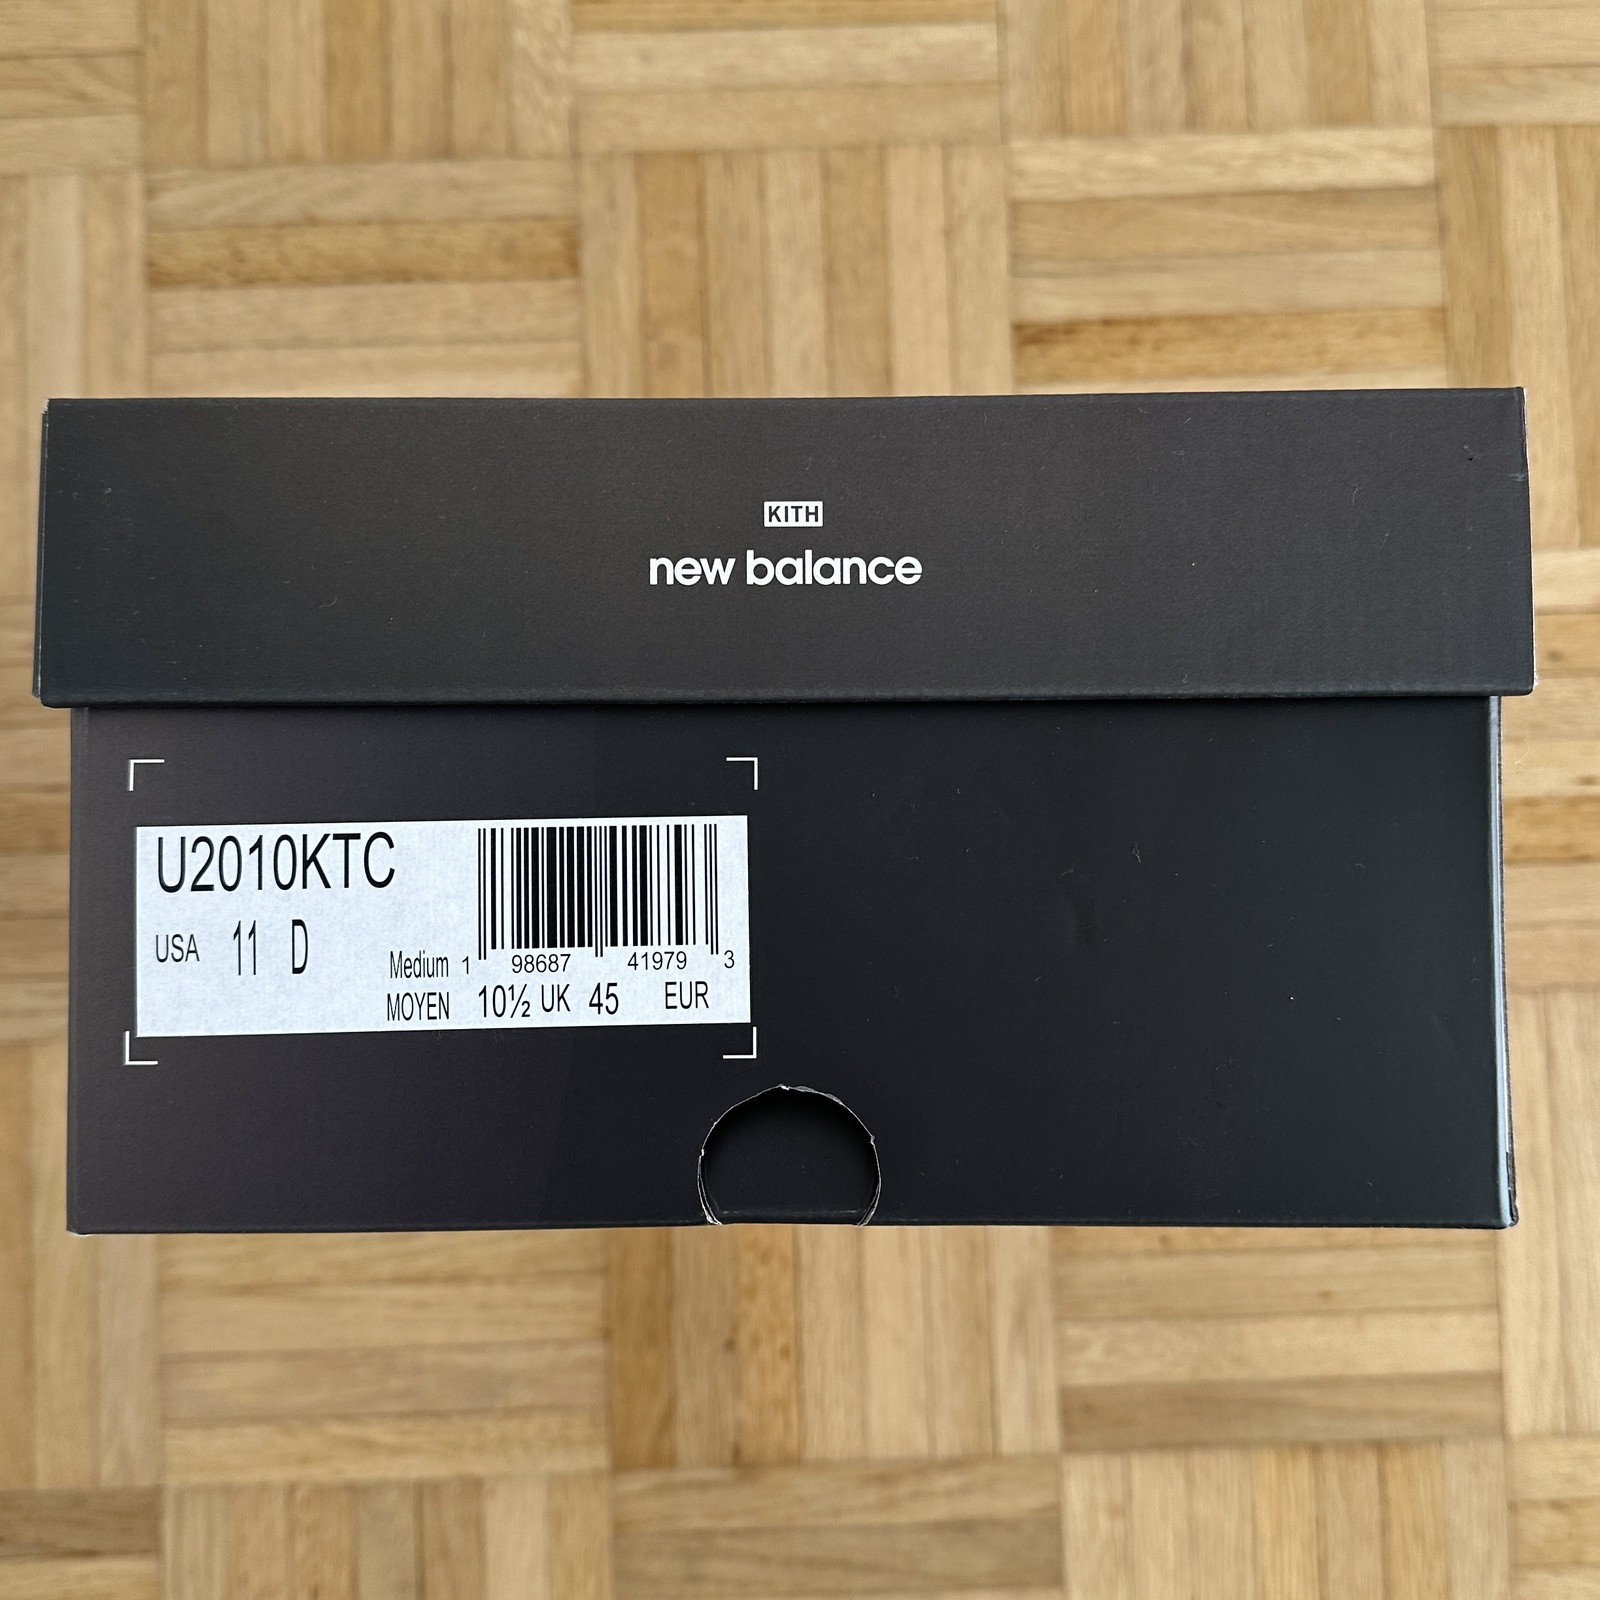 KITH
new balance
U2010KTC
USA 11 D
Medium 1 98687 41979 3
MOYEN 10½ UK 45 EUR